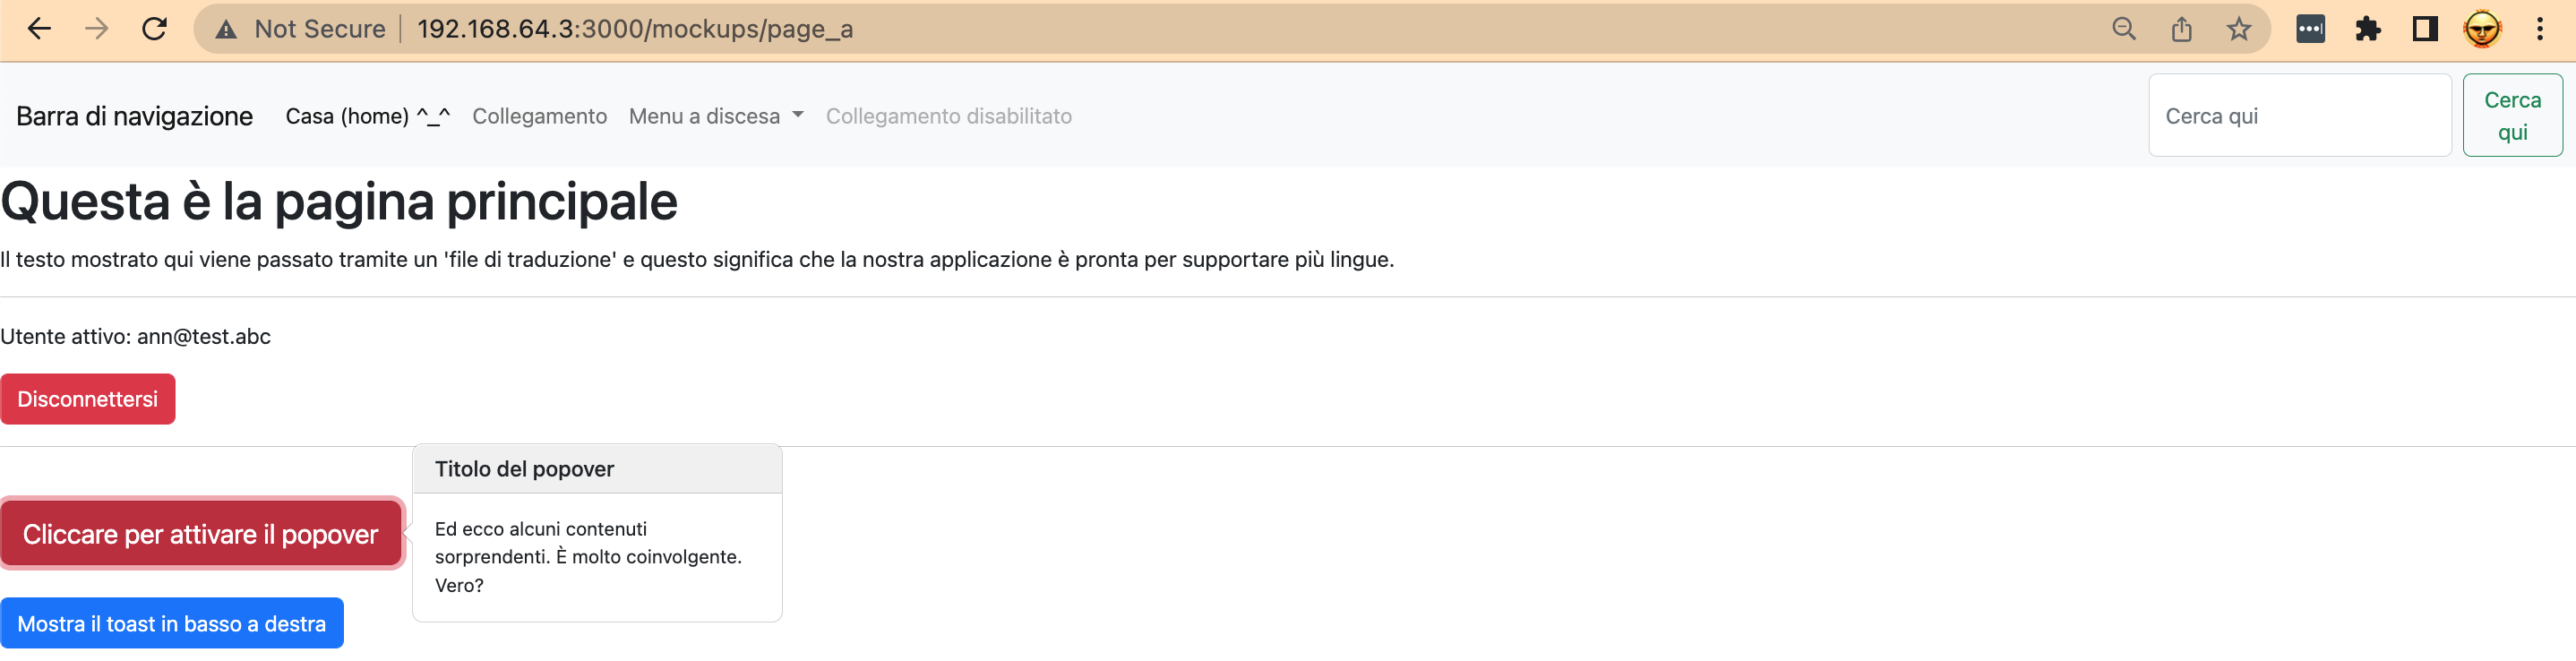 Not Secure 192.168.64.3:3000/mockups/page_a
Barra di navigazione Casa (home) ^_^ Collegamento Menu a discesa Collegamento disabilitato Cerca qui Cerca
qui
Questa è la pagina principale
Il testo mostrato qui viene passato tramite un 'file di traduzione' e questo significa che la nostra applicazione è pronta per supportare più lingue.
Utente attivo: ann@test.abc
Disconnettersi
Cliccare per attivare il popover
Titolo del popover
Ed ecco alcuni contenuti
sorprendenti. È molto coinvolgente.
Vero?
Mostra il toast in basso a destra